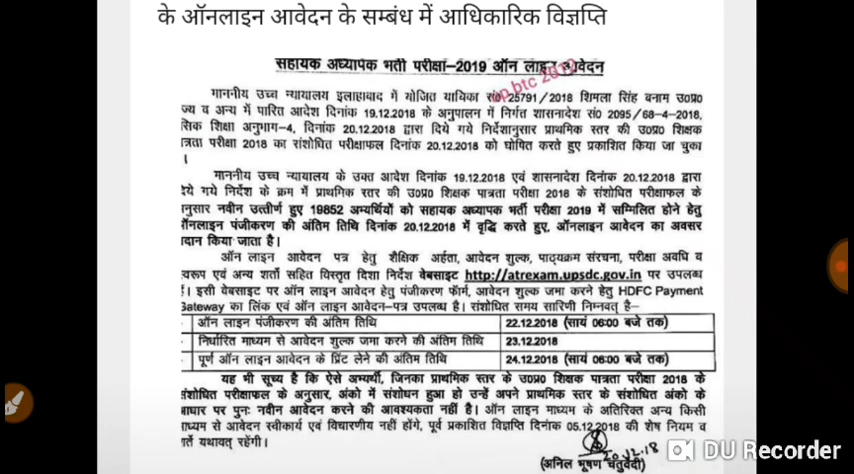 के ऑनलाइन आवेदन के सम्बंध में आधिकारिक विज्ञप्ति
सहायक अध्यापक भर्ती परीक्षा–2019 ऑन लाइन आवेदन
up btc 2019
माननीय उच्च न्यायालय इलाहाबाद में योजित याचिका सं0 25791/2018 शिमला सिंह बनाम उ0प्र0
ज्य व अन्य में पारित आदेश दिनांक 19.12.2018 के अनुपालन में निर्गत शासनादेश सं0 2095/68-4-2018,
सिक शिक्षा अनुभाग-4, दिनांक 20.12.2018 द्वारा दिये गये निर्देशानुसार प्राथमिक स्तर की उ0प्र0 शिक्षक
ात्रता परीक्षा 2018 का संशोधित परीक्षाफल दिनांक 20.12.2018 को घोषित करते हुए प्रकाशित किया जा चुका
।
माननीय उच्च न्यायालय के उक्त आदेश दिनांक 19.12.2018 एवं शासनादेश दिनांक 20.12.2018 द्वारा
देये गये निर्देश के क्रम में प्राथमिक स्तर की उ0प्र0 शिक्षक पात्रता परीक्षा 2018 के संशोधित परीक्षाफल के
ानुसार नवीन उत्तीर्ण हुए 19852 अभ्यर्थियों को सहायक अध्यापक भर्ती परीक्षा 2019 में सम्मिलित होने हेतु
ऑनलाइन पंजीकरण की अंतिम तिथि दिनांक 20.12.2018 में वृद्धि करते हुए, ऑनलाइन आवेदन का अवसर
दान किया जाता है।
ऑन लाइन आवेदन पत्र हेतु शैक्षिक अर्हता, आवेदन शुल्क, पाठ्यक्रम संरचना, परीक्षा अवधि व
वरूप एवं अन्य शर्तो सहित विस्तृत दिशा निर्देश वेबसाइट http://atrexam.upsdc.gov.in पर उपलब्ध
हैं। इसी वेबसाइट पर ऑन लाइन आवेदन हेतु पंजीकरण फॉर्म, आवेदन शुल्क जमा करने हेतु HDFC Payment
Gateway का लिंक एवं ऑन लाइन आवेदन–पत्र उपलब्ध है। संशोधित समय सारिणी निम्नवत् है–
ऑन लाइन पंजीकरण की अंतिम तिथि 22.12.2018 (सायं 06:00 बजे तक)
निर्धारित माध्यम से आवेदन शुल्क जमा करने की अंतिम तिथि 23.12.2018
पूर्ण ऑन लाइन आवेदन के प्रिंट लेने की अंतिम तिथि 24.12.2018 (सायं 06:00 बजे तक)
यह भी सूच्य है कि ऐसे अभ्यर्थी, जिनका प्राथमिक स्तर के उ0प्र0 शिक्षक पात्रता परीक्षा 2018 के
संशोधित परीक्षाफल के अनुसार, अंको में संशोधन हुआ हो उन्हें अपने प्राथमिक स्तर के संशोधित अंको के
आधार पर पुनः नवीन आवेदन करने की आवश्यकता नहीं है। ऑन लाइन माध्यम के अतिरिक्त अन्य किसी
ाध्यम से आवेदन स्वीकार्य एवं विचारणीय नहीं होंगे, पूर्व प्रकाशित विज्ञप्ति दिनांक 05.12.2018 की शेष नियम व
र्ते यथावत रहेंगी।
20.12.18
(अनिल भूषण चतुर्वेदी)
DU Recorder